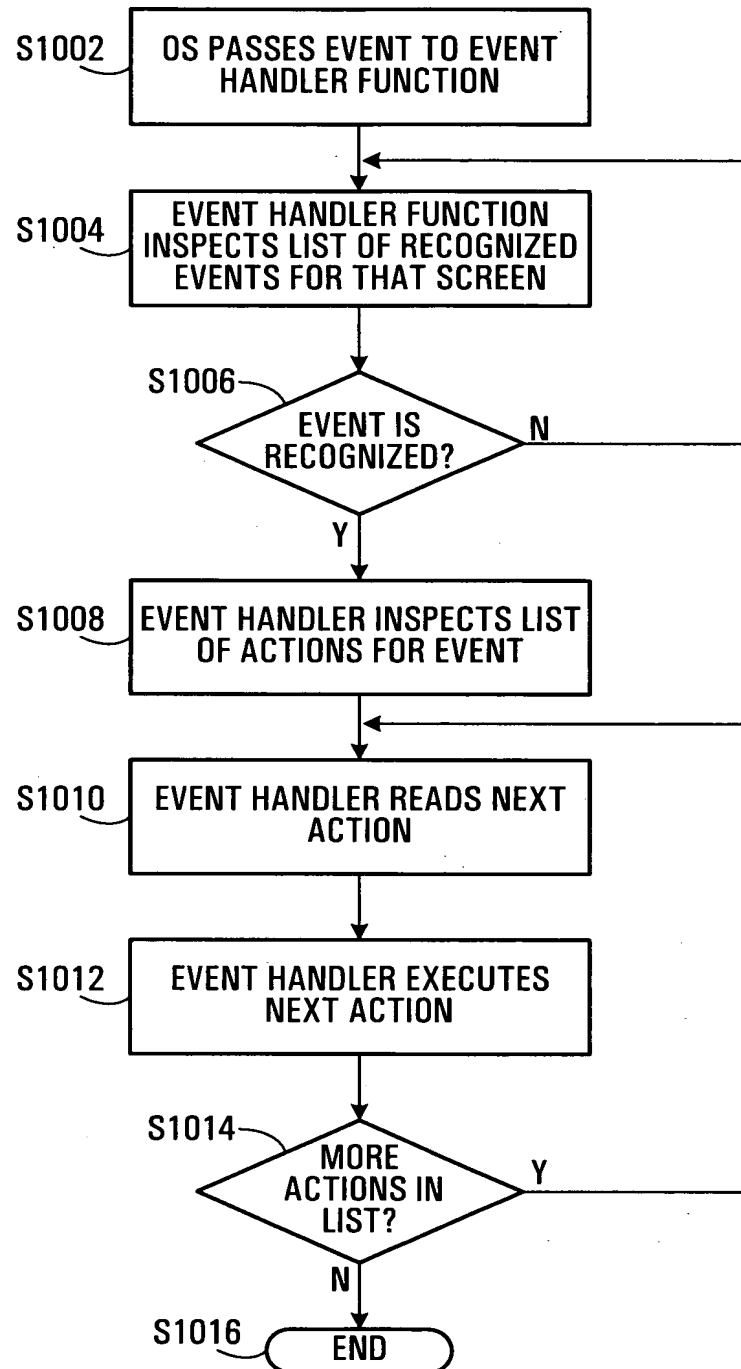 S1002
OS PASSES EVENT TO EVENT
HANDLER FUNCTION
S1004
EVENT HANDLER FUNCTION
INSPECTS LIST OF RECOGNIZED
EVENTS FOR THAT SCREEN
S1006
EVENT IS
RECOGNIZED?
N
Y
S1008
EVENT HANDLER INSPECTS LIST
OF ACTIONS FOR EVENT
S1010
EVENT HANDLER READS NEXT
ACTION
S1012
EVENT HANDLER EXECUTES
NEXT ACTION
S1014
MORE
ACTIONS IN
LIST?
Y
N
S1016
END